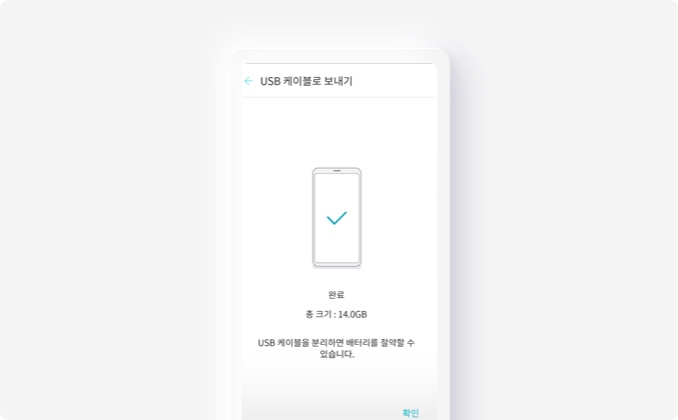 USB 케이블로 보내기
완료
총 크기 : 14.0GB
USB 케이블을 분리하면 배터리를 절약할 수
있습니다.
확인